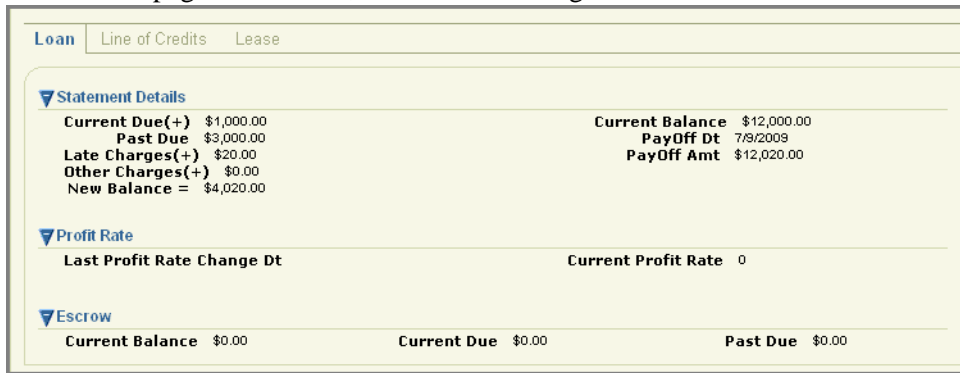 Loan Line of Credits Lease
Statement Details
Current Due(+) $1,000.00 Current Balance $12,000.00
Past Due $3,000.00 PayOff Dt 7/9/2009
Late Charges(+) $20.00 PayOff Amt $12,020.00
Other Charges(+) $0.00
New Balance = $4,020.00
Profit Rate
Last Profit Rate Change Dt Current Profit Rate 0
Escrow
Current Balance $0.00 Current Due $0.00 Past Due $0.00